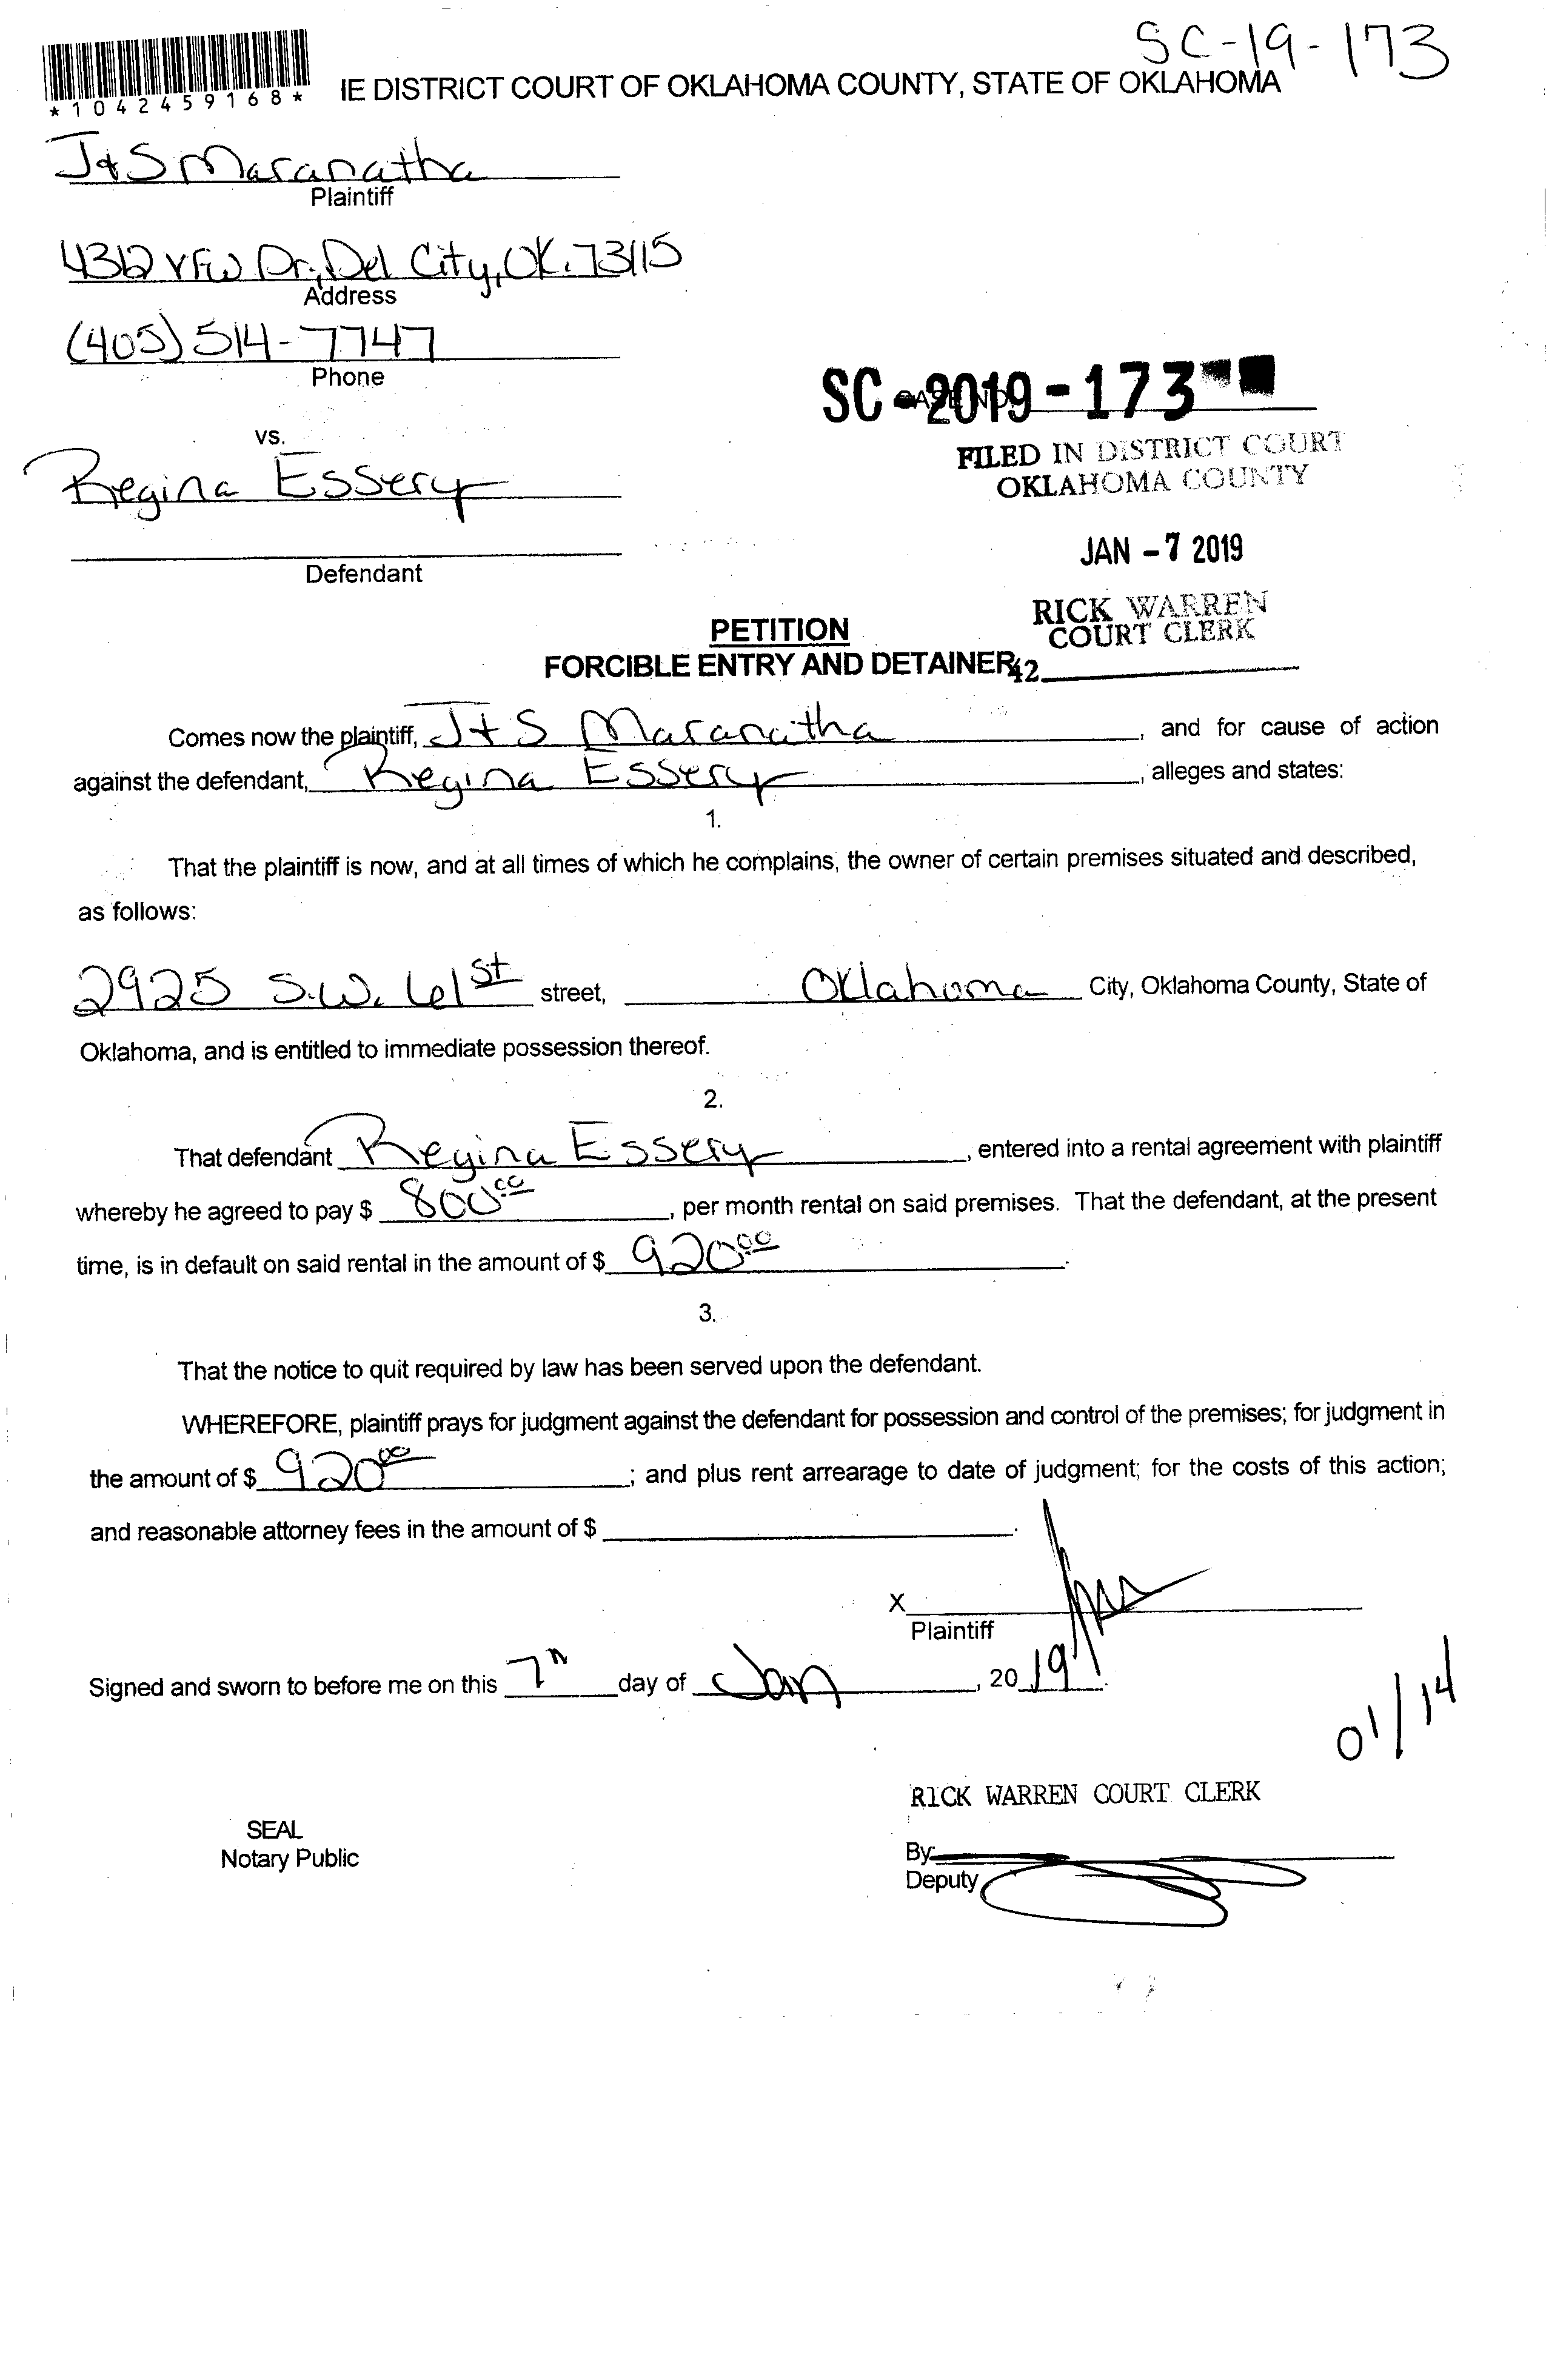 SC-19-173
*1042459168*
IE DISTRICT COURT OF OKLAHOMA COUNTY, STATE OF OKLAHOMA
J+S Maranatha
Plaintiff
4312 VFW Dr, Del City, OK. 73115
Address
(405) 514-7747
Phone
SC-2019-173
vs.
FILED IN DISTRICT COURT
OKLAHOMA COUNTY
Regina Essery
JAN -7 2019
Defendant
RICK WARREN
COURT CLERK
PETITION
FORCIBLE ENTRY AND DETAINER
42
Comes now the plaintiff, J+S Maranatha, and for cause of action
against the defendant, Regina Essery, alleges and states:
1.
That the plaintiff is now, and at all times of which he complains, the owner of certain premises situated and described,
as follows:
2925 S.W. 61st street, Oklahoma City, Oklahoma County, State of
Oklahoma, and is entitled to immediate possession thereof.
2.
That defendant Regina Essery, entered into a rental agreement with plaintiff
whereby he agreed to pay $ 800.00, per month rental on said premises. That the defendant, at the present
time, is in default on said rental in the amount of $ 920.00.
3.
That the notice to quit required by law has been served upon the defendant.
WHEREFORE, plaintiff prays for judgment against the defendant for possession and control of the premises; for judgment in
the amount of $ 920.00; and plus rent arrearage to date of judgment; for the costs of this action;
and reasonable attorney fees in the amount of $ .
X
Plaintiff
Signed and sworn to before me on this 7th day of Jan, 2019.
01/14
RICK WARREN COURT CLERK
SEAL
Notary Public
By
Deputy